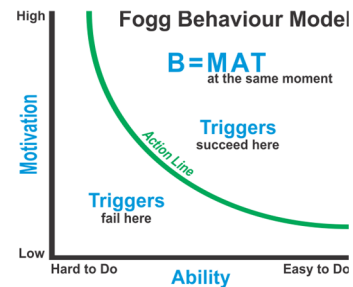 High
Fogg Behaviour Model
B=MAT
at the same moment
Motivation
Triggers
succeed here
Action Line
Triggers
fail here
Low
Hard to Do
Easy to Do
Ability